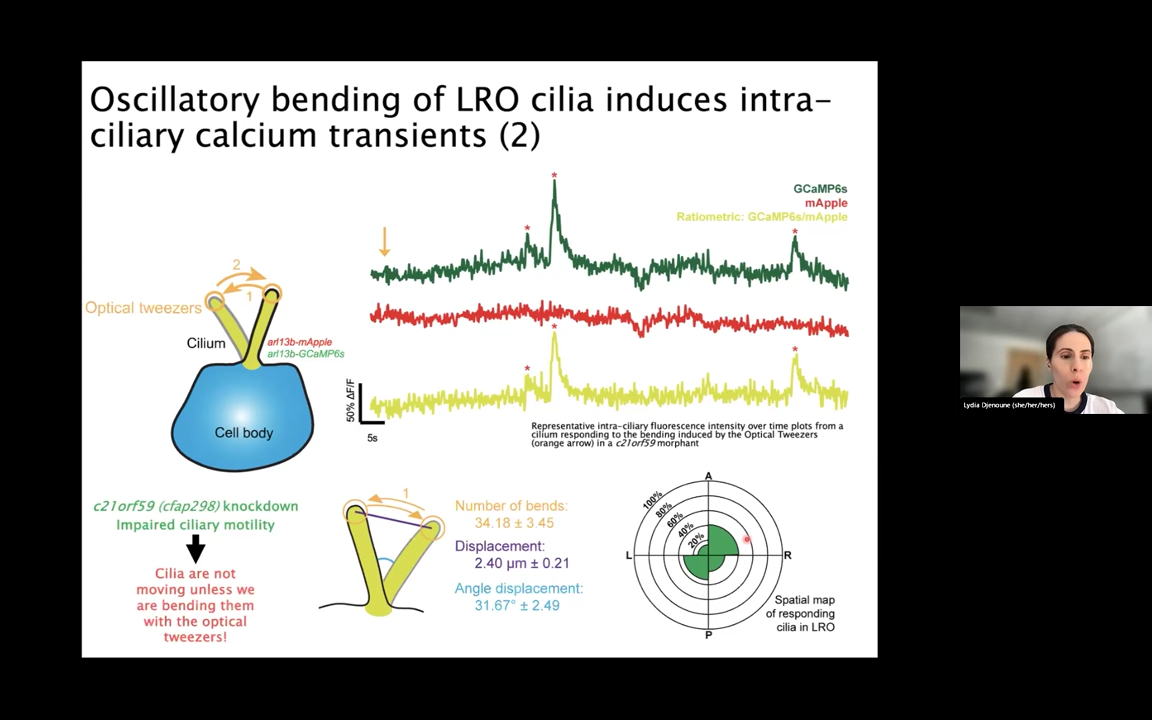 Oscillatory bending of LRO cilia induces intra-
ciliary calcium transients (2)
GCaMP6s
mApple
Ratiometric: GCaMP6s/mApple
*
*
*
*
*
*
2
1
Optical tweezers
Cilium
arl13b-mApple
arl13b-GCaMP6s
Cell body
50% ΔF/F
5s
Representative intra-ciliary fluorescence intensity over time plots from a
cilium responding to the bending induced by the Optical Tweezers
(orange arrow) in a c21orf59 morphant
c21orf59 (cfap298) knockdown
Impaired ciliary motility
Cilia are not
moving unless we
are bending them
with the optical
tweezers!
1
Number of bends:
34.18 ± 3.45
Displacement:
2.40 µm ± 0.21
Angle displacement:
31.67° ± 2.49
A
100%
80%
60%
40%
20%
L
R
P
Spatial map
of responding
cilia in LRO
Lydia Djenoune (she/her/hers)